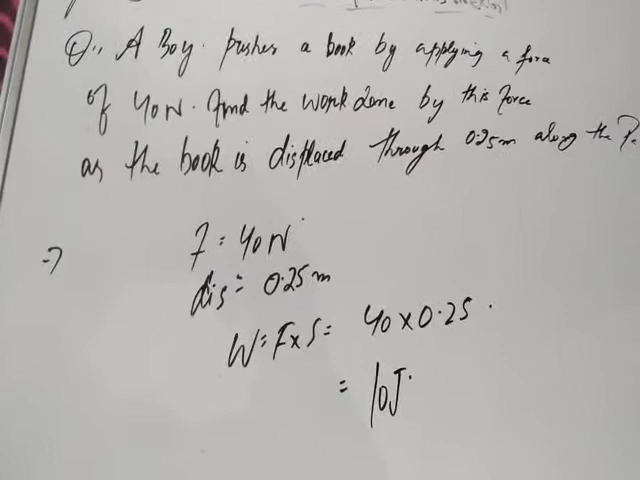 Q.. A Boy pushes a book by applying a force
of 40N. Find the work done by this Force
as the book is displaced through 0.25m along the
→ F = 40N
dis = 0.25m
W = F×S = 40×0.25
= 10J